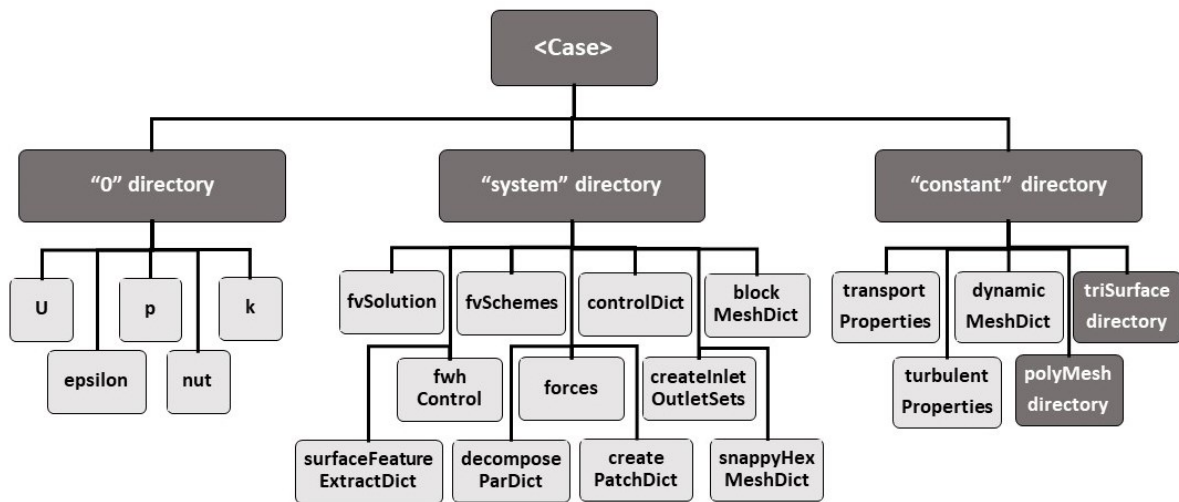 <Case>
“0” directory
“system” directory
“constant” directory
U
p
k
epsilon
nut
fvSolution
fvSchemes
controlDict
block
MeshDict
fwh
Control
forces
createInlet
OutletSets
surfaceFeature
ExtractDict
decompose
ParDict
create
PatchDict
snappyHex
MeshDict
transport
Properties
dynamic
MeshDict
triSurface
directory
turbulent
Properties
polyMesh
directory